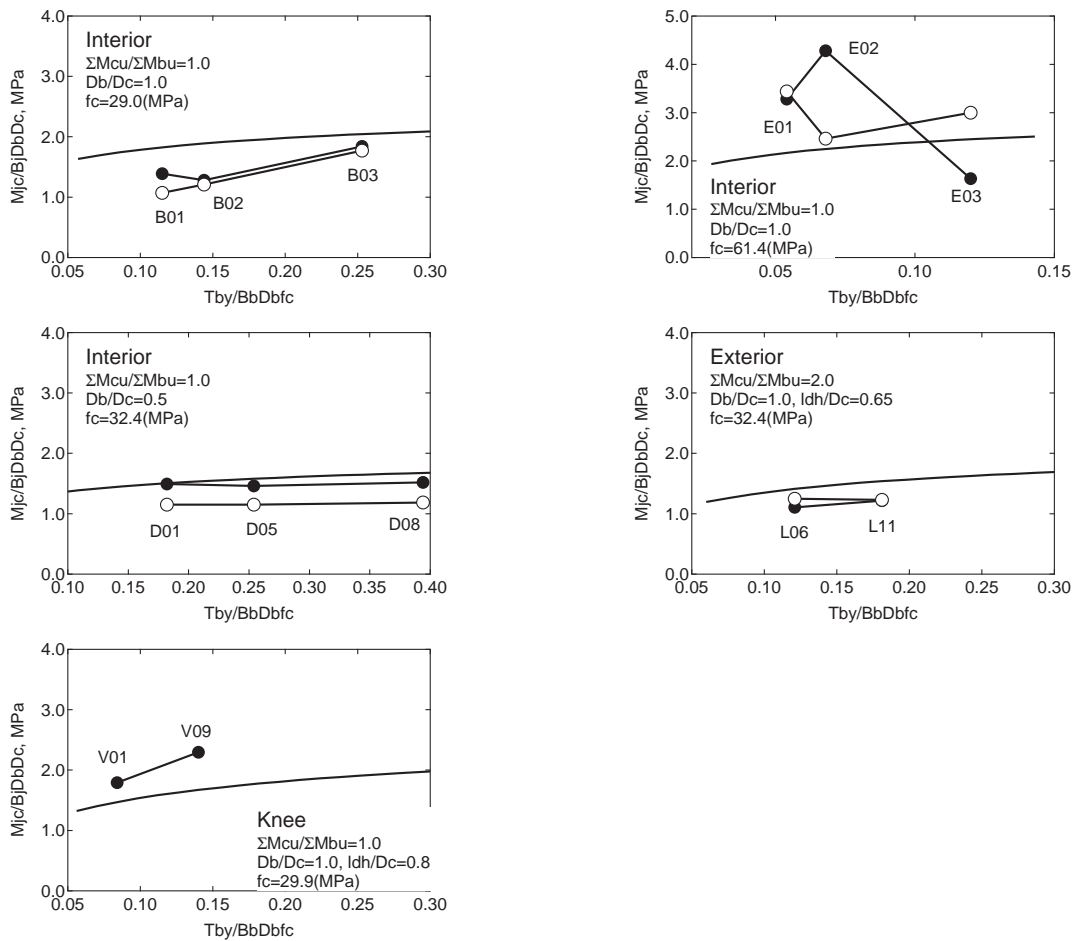 Mjc/BjDbDc, MPa
4.0
3.0
2.0
1.0
0.0
Interior
ΣMcu/ΣMbu=1.0
Db/Dc=1.0
fc=29.0(MPa)
B01
B02
B03
0.05 0.10 0.15 0.20 0.25 0.30
Tby/BbDbfc
Mjc/BjDbDc, MPa
5.0
4.0
3.0
2.0
1.0
0.0
E01
E02
E03
Interior
ΣMcu/ΣMbu=1.0
Db/Dc=1.0
fc=61.4(MPa)
0.05 0.10 0.15
Tby/BbDbfc
Mjc/BjDbDc, MPa
4.0
3.0
2.0
1.0
0.0
Interior
ΣMcu/ΣMbu=1.0
Db/Dc=0.5
fc=32.4(MPa)
D01
D05
D08
0.10 0.15 0.20 0.25 0.30 0.35 0.40
Tby/BbDbfc
Mjc/BjDbDc, MPa
4.0
3.0
2.0
1.0
0.0
Exterior
ΣMcu/ΣMbu=2.0
Db/Dc=1.0, ldh/Dc=0.65
fc=32.4(MPa)
L06
L11
0.05 0.10 0.15 0.20 0.25 0.30
Tby/BbDbfc
Mjc/BjDbDc, MPa
4.0
3.0
2.0
1.0
0.0
V01
V09
Knee
ΣMcu/ΣMbu=1.0
Db/Dc=1.0, ldh/Dc=0.8
fc=29.9(MPa)
0.05 0.10 0.15 0.20 0.25 0.30
Tby/BbDbfc